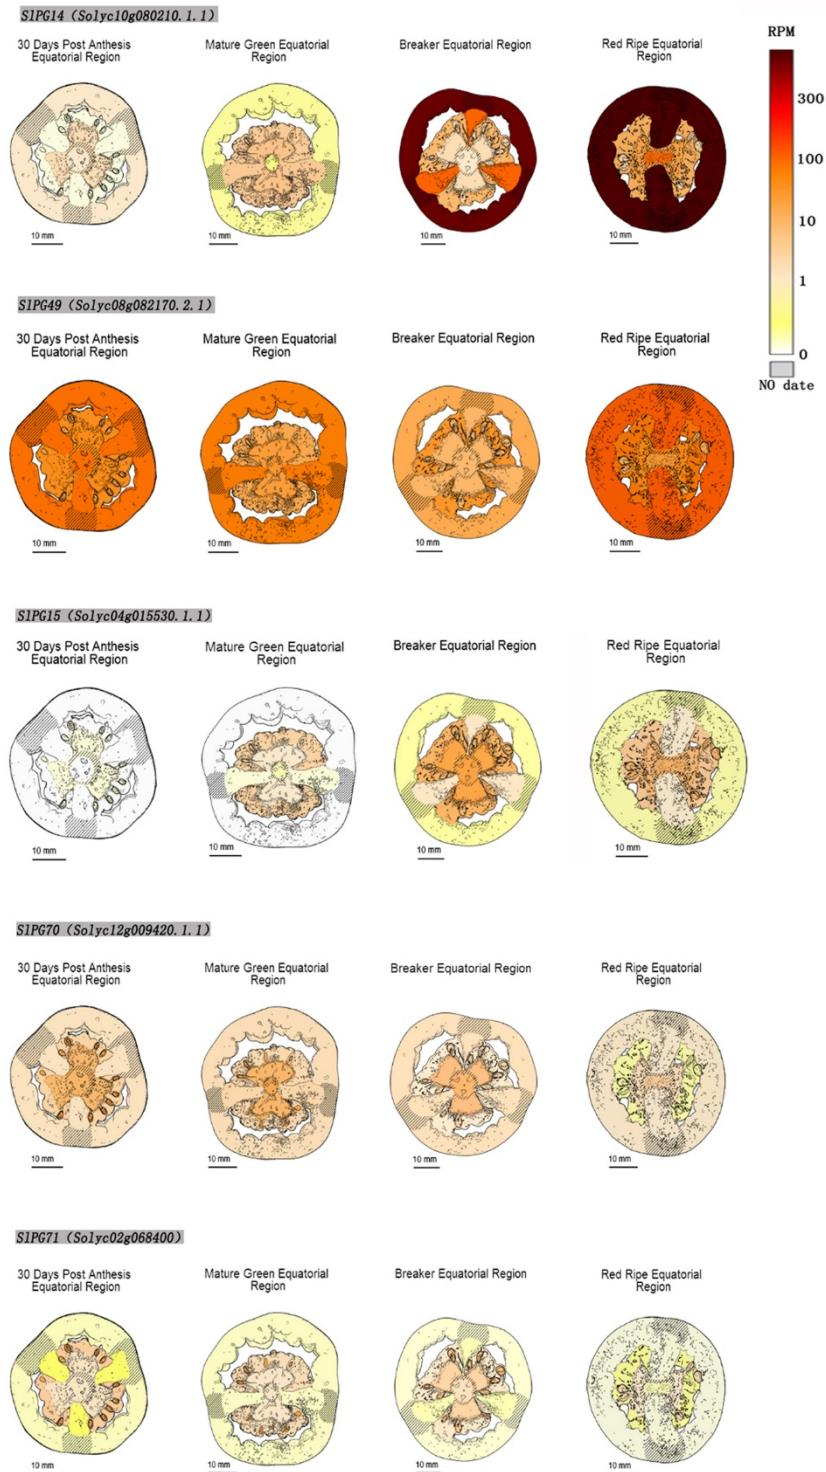 SlPG14 (Solyc10g080210.1.1)
30 Days Post Anthesis
Equatorial Region
Mature Green Equatorial
Region
Breaker Equatorial Region
Red Ripe Equatorial
Region
10 mm
10 mm
10 mm
10 mm
RPM
300
100
10
1
0
NO date
SlPG49 (Solyc08g082170.2.1)
30 Days Post Anthesis
Equatorial Region
Mature Green Equatorial
Region
Breaker Equatorial Region
Red Ripe Equatorial
Region
10 mm
10 mm
10 mm
10 mm
SlPG15 (Solyc04g015530.1.1)
30 Days Post Anthesis
Equatorial Region
Mature Green Equatorial
Region
Breaker Equatorial Region
Red Ripe Equatorial
Region
10 mm
10 mm
10 mm
10 mm
SlPG70 (Solyc12g009420.1.1)
30 Days Post Anthesis
Equatorial Region
Mature Green Equatorial
Region
Breaker Equatorial Region
Red Ripe Equatorial
Region
10 mm
10 mm
10 mm
10 mm
SlPG71 (Solyc02g068400)
30 Days Post Anthesis
Equatorial Region
Mature Green Equatorial
Region
Breaker Equatorial Region
Red Ripe Equatorial
Region
10 mm
10 mm
10 mm
10 mm